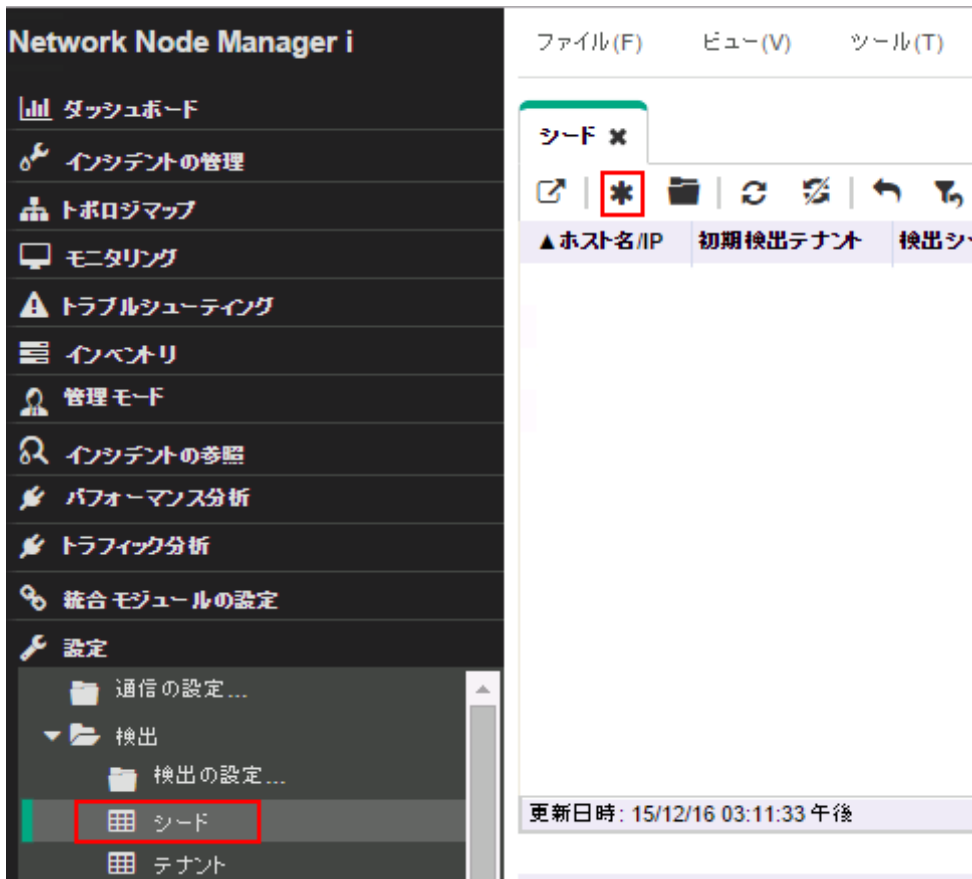 Network Node Manager i
ダッシュボード
インシデントの管理
トポロジマップ
モニタリング
トラブルシューティング
インベントリ
管理モード
インシデントの参照
パフォーマンス分析
トラフィック分析
統合モジュールの設定
設定
通信の設定...
検出
検出の設定...
シード
テナント
ファイル(F) ビュー(V) ツール(T)
シード
▲ホスト名/IP 初期検出テナント 検出シ
更新日時: 15/12/16 03:11:33 午後